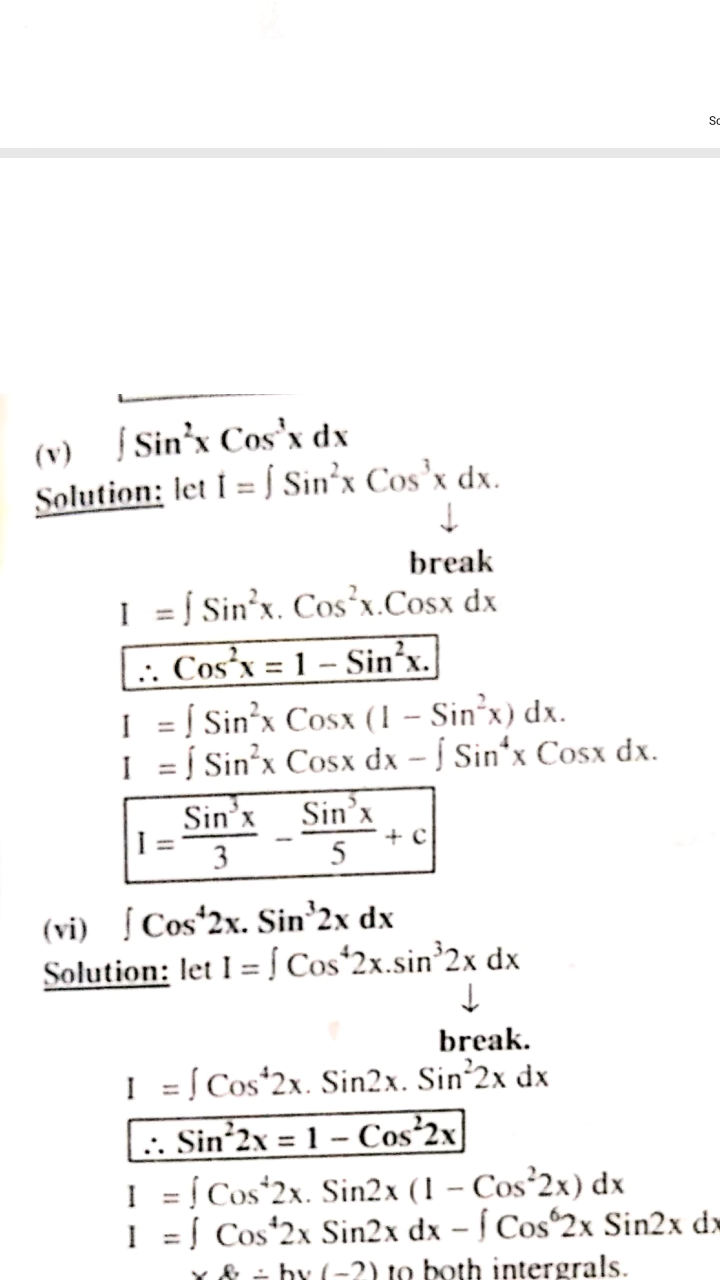 (v) ∫ Sin²x Cos³x dx
Solution: let I = ∫ Sin²x Cos³x dx.
↓
break
I = ∫ Sin²x. Cos²x.Cosx dx
∴ Cos²x = 1 – Sin²x.
I = ∫ Sin²x Cosx (1 – Sin²x) dx.
I = ∫ Sin²x Cosx dx – ∫ Sin⁴x Cosx dx.
I = Sin³x/3 – Sin⁵x/5 + c
(vi) ∫ Cos⁴2x. Sin³2x dx
Solution: let I = ∫ Cos⁴2x.sin³2x dx
↓
break.
I = ∫ Cos⁴2x. Sin2x. Sin²2x dx
∴ Sin²2x = 1 – Cos²2x
I = ∫ Cos⁴2x. Sin2x (1 – Cos²2x) dx
I = ∫ Cos⁴2x Sin2x dx – ∫ Cos⁶2x Sin2x dx
x & ÷ by (–2) to both intergrals.